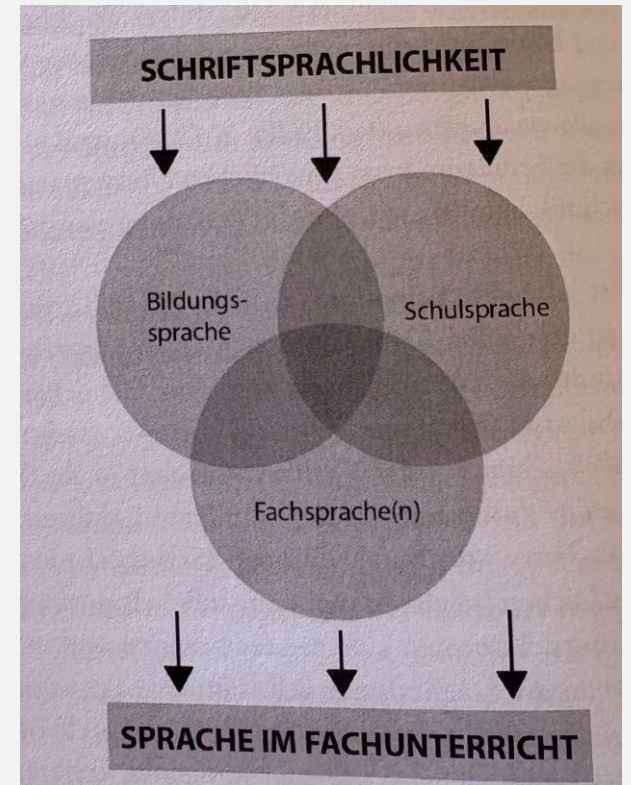 SCHRIFTSPRACHLICHKEIT
Bildungs-
sprache
Schulsprache
Fachsprache(n)
SPRACHE IM FACHUNTERRICHT